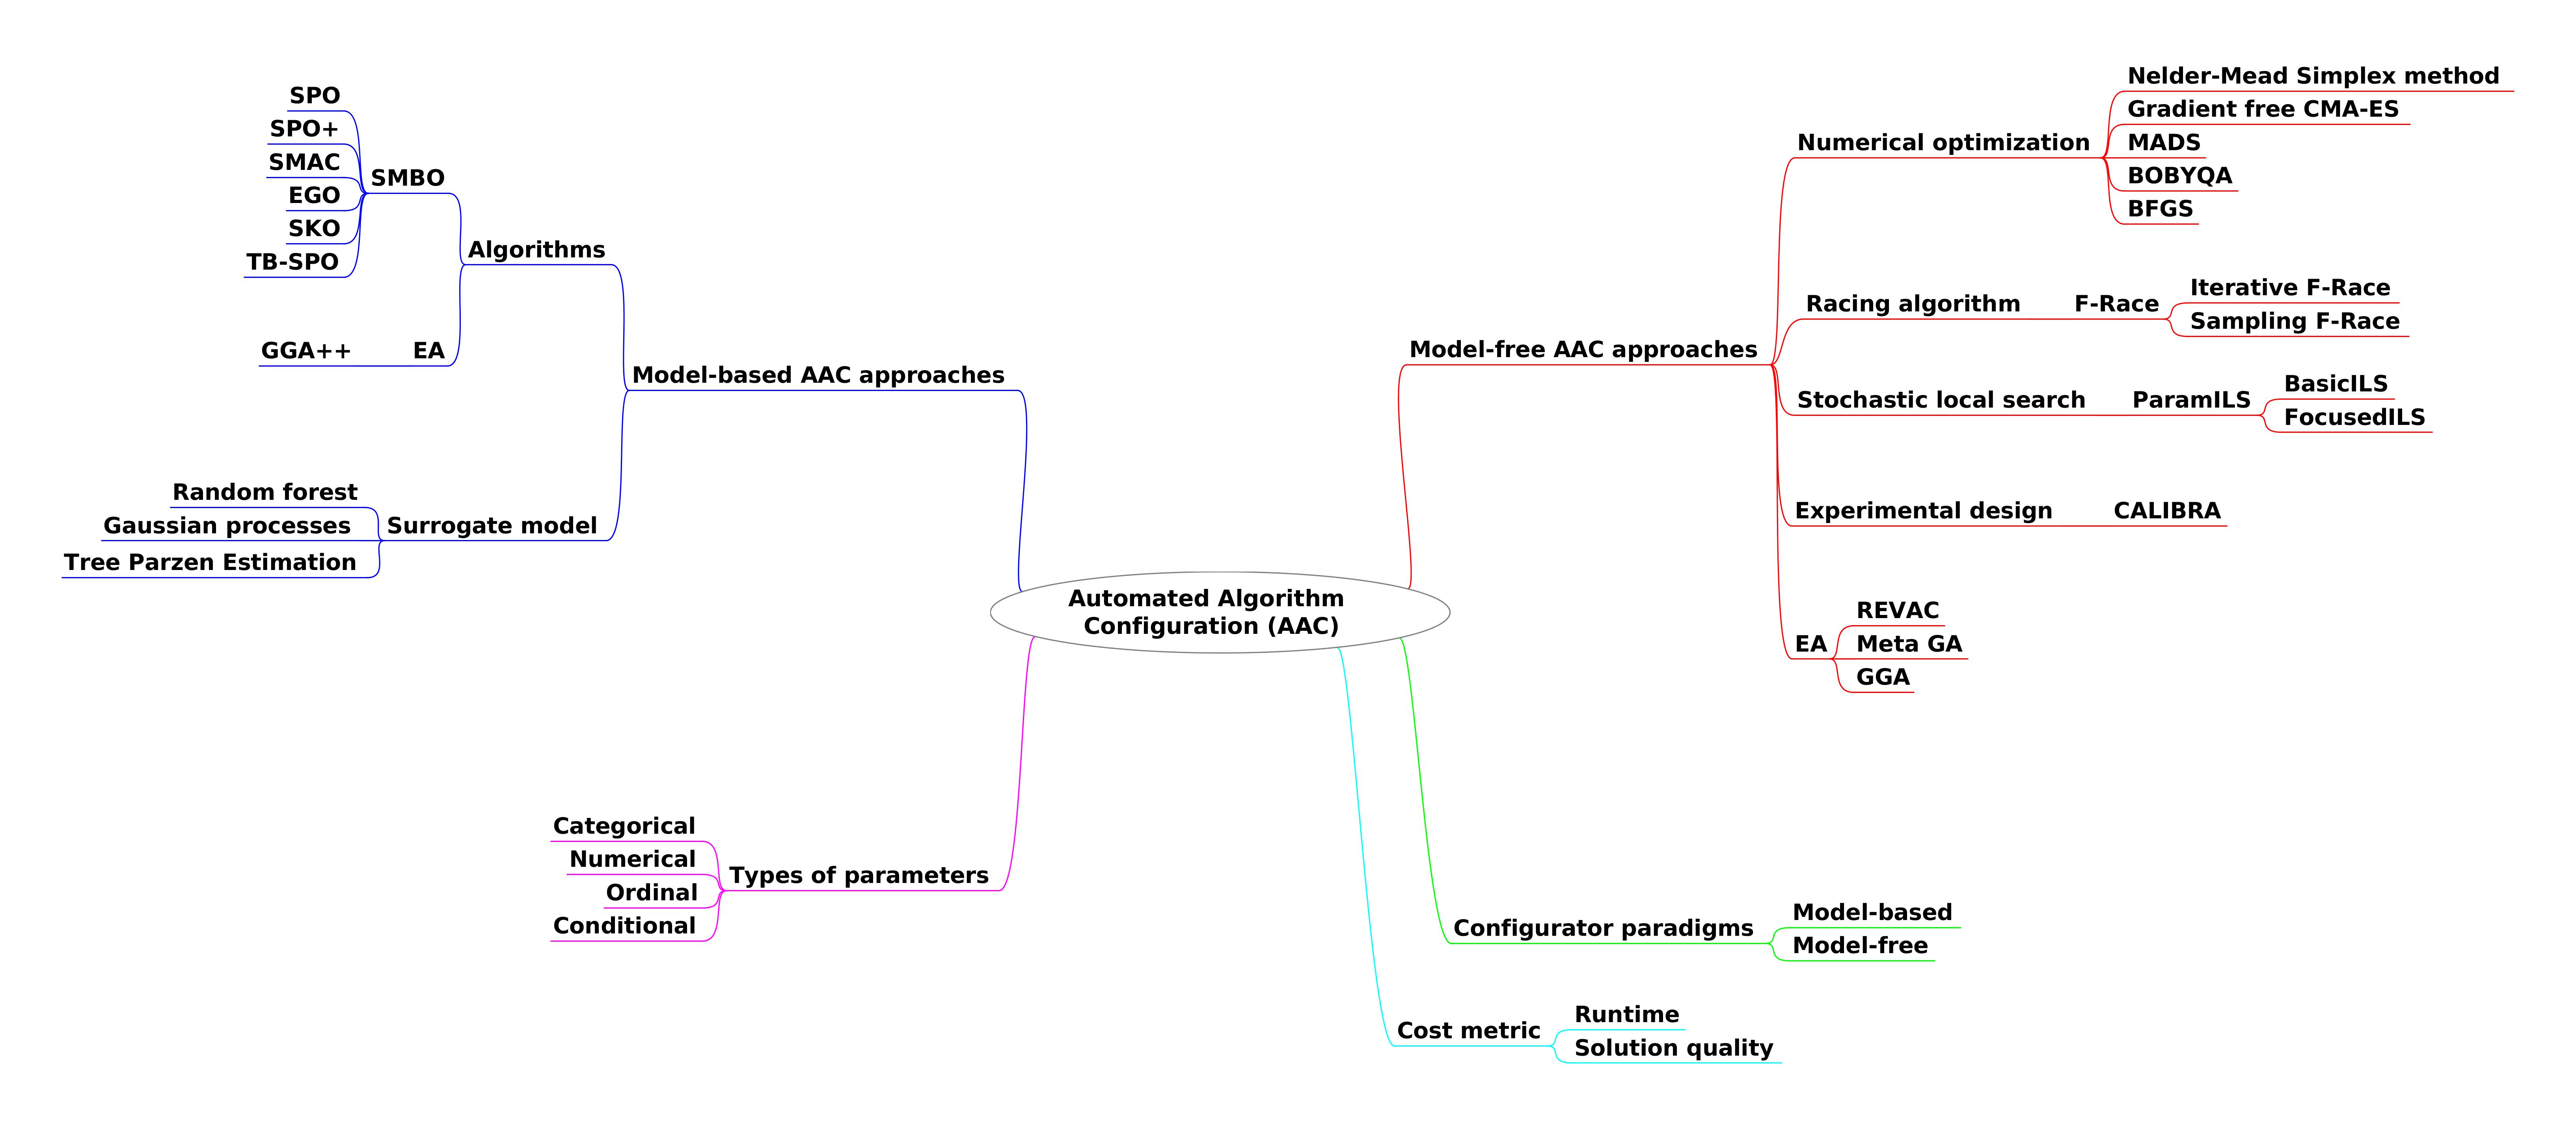 SPO
SPO+
SMAC
EGO
SKO
TB-SPO
SMBO
Algorithms
GGA++
EA
Model-based AAC approaches
Random forest
Gaussian processes
Tree Parzen Estimation
Surrogate model
Categorical
Numerical
Ordinal
Conditional
Types of parameters
Automated Algorithm
Configuration (AAC)
Model-free AAC approaches
Numerical optimization
Nelder-Mead Simplex method
Gradient free CMA-ES
MADS
BOBYQA
BFGS
Racing algorithm
F-Race
Iterative F-Race
Sampling F-Race
Stochastic local search
ParamILS
BasicILS
FocusedILS
Experimental design
CALIBRA
EA
REVAC
Meta GA
GGA
Configurator paradigms
Model-based
Model-free
Cost metric
Runtime
Solution quality